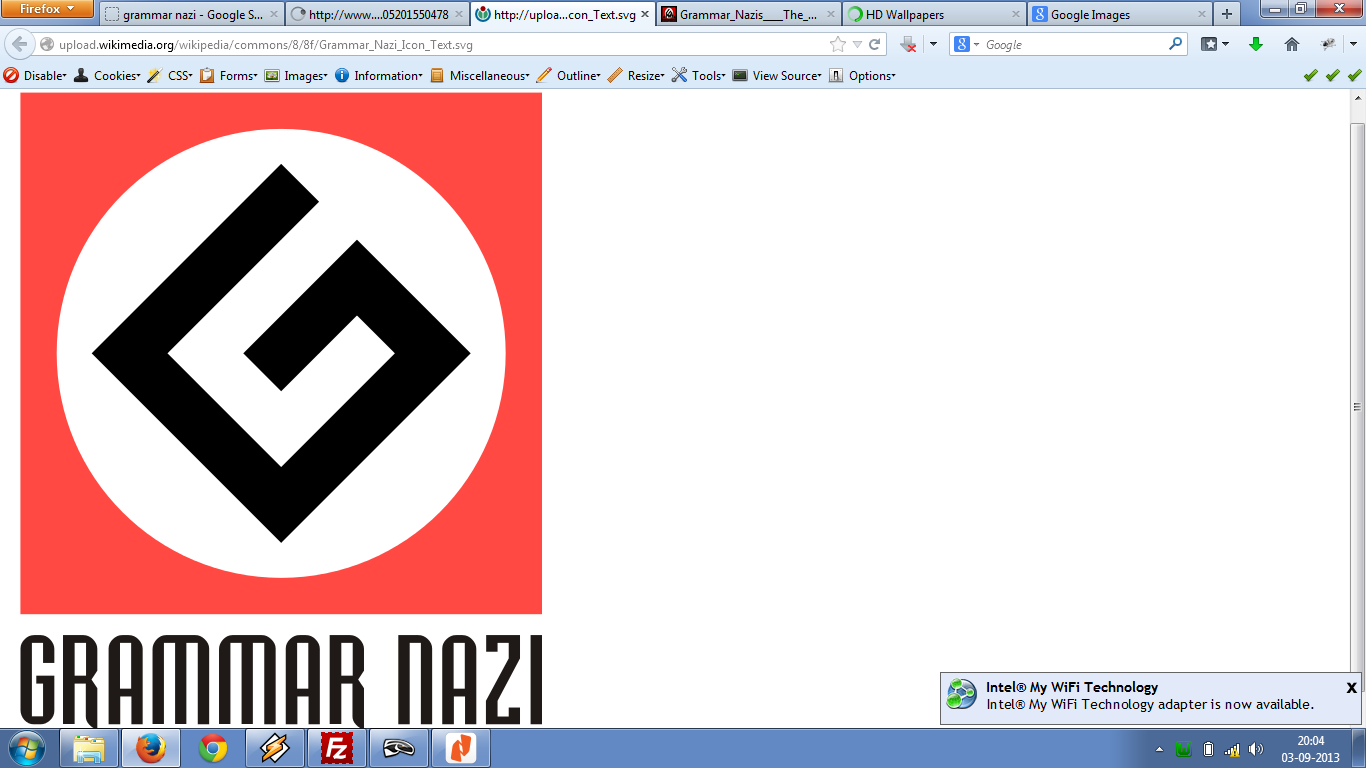 Firefox
grammar nazi - Google S...
http://www....05201550478
http://uploa...con_Text.svg
Grammar_Nazis____The_...
HD Wallpapers
Google Images
upload.wikimedia.org/wikipedia/commons/8/8f/Grammar_Nazi_Icon_Text.svg
Google
Disable Cookies CSS Forms Images Information Miscellaneous Outline Resize Tools View Source Options
GRAMMAR NAZI
Intel® My WiFi Technology
Intel® My WiFi Technology adapter is now available.
20:04
03-09-2013